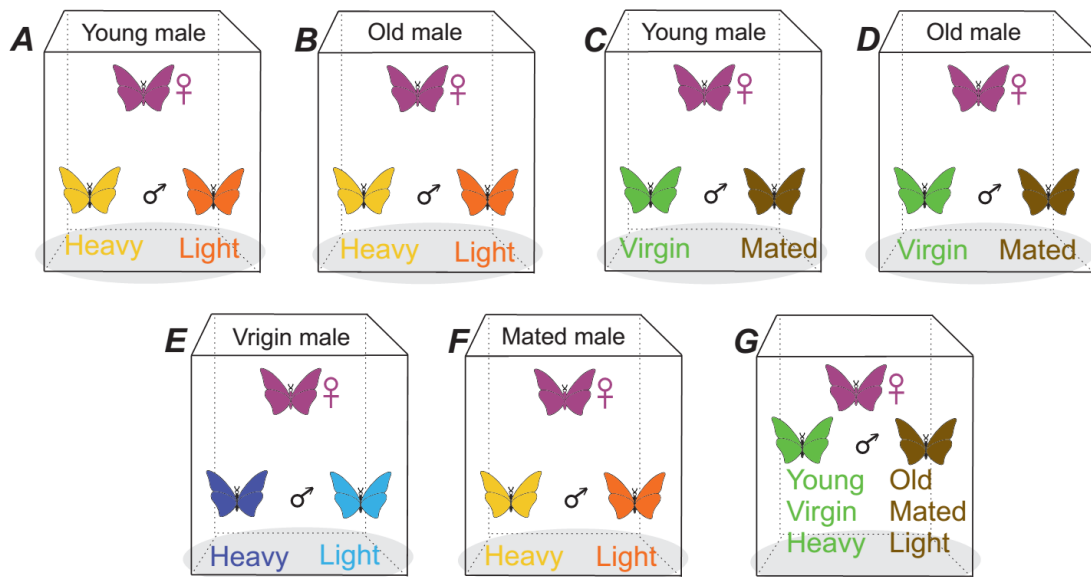 A Young male
♀
♂
Heavy Light
B Old male
♀
♂
Heavy Light
C Young male
♀
♂
Virgin Mated
D Old male
♀
♂
Virgin Mated
E Vrigin male
♀
♂
Heavy Light
F Mated male
♀
♂
Heavy Light
G
♀
♂
Young Old
Virgin Mated
Heavy Light